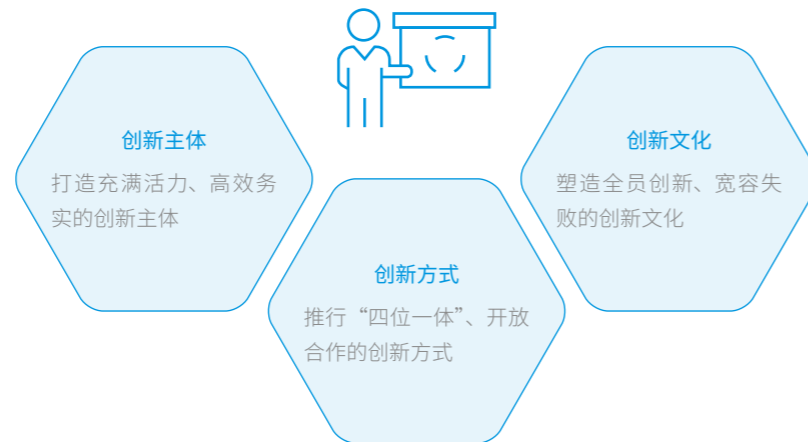 创新主体
打造充满活力、高效务
实的创新主体
创新方式
推行“四位一体”、开放
合作的创新方式
创新文化
塑造全员创新、宽容失
败的创新文化